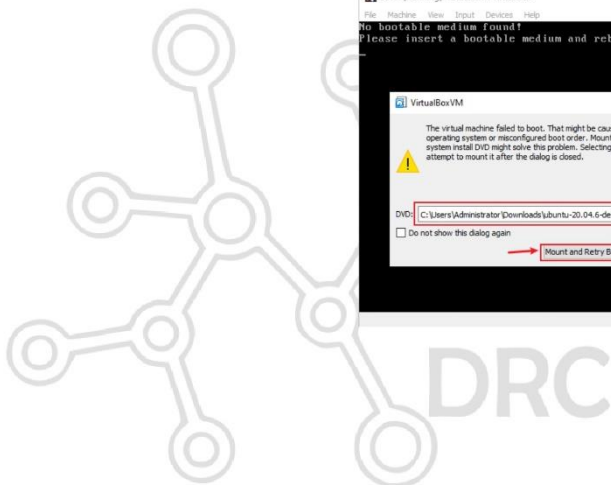 File Machine View Input Devices Help
No bootable medium found!
Please insert a bootable medium and
VirtualBoxVM
The virtual machine failed to boot. That might be
operating system or misconfigured boot order.
system install DVD might solve this problem. Selecting
attempt to mount it after the dialog is closed.
DVD: C:\Users\Administrator\Downloads\ubuntu-20.04.6-de
Do not show this dialog again
Mount and Retry B
DRC